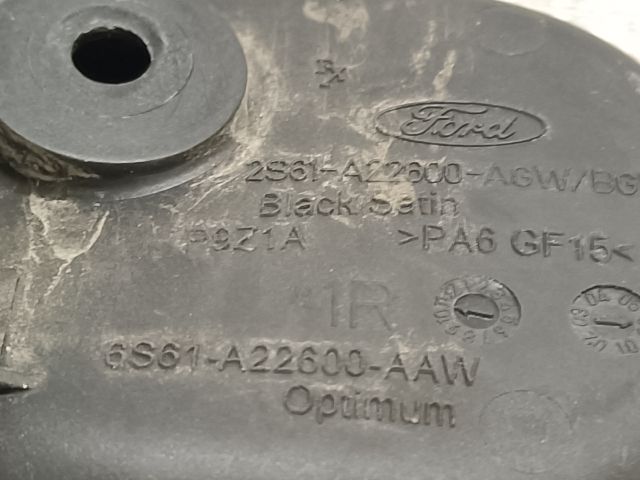 Ford
2S61-A22600-AGW/BG
Black Satin
P9Z1A >PA6 GF15<
1R
6S61-A22600-AAW
Optimum